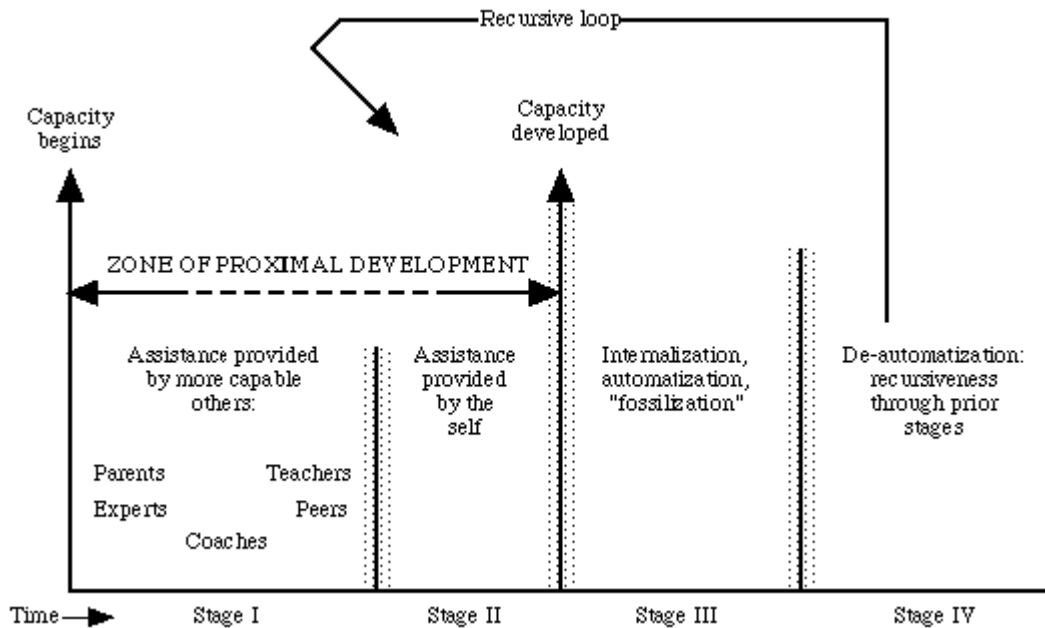 Recursive loop
Capacity
begins
Capacity
developed
ZONE OF PROXIMAL DEVELOPMENT
Assistance provided
by more capable
others:
Parents
Teachers
Experts
Peers
Coaches
Assistance
provided
by the
self
Internalization,
automatization,
"fossilization"
De-automatization:
recursiveness
through prior
stages
Time
Stage I
Stage II
Stage III
Stage IV